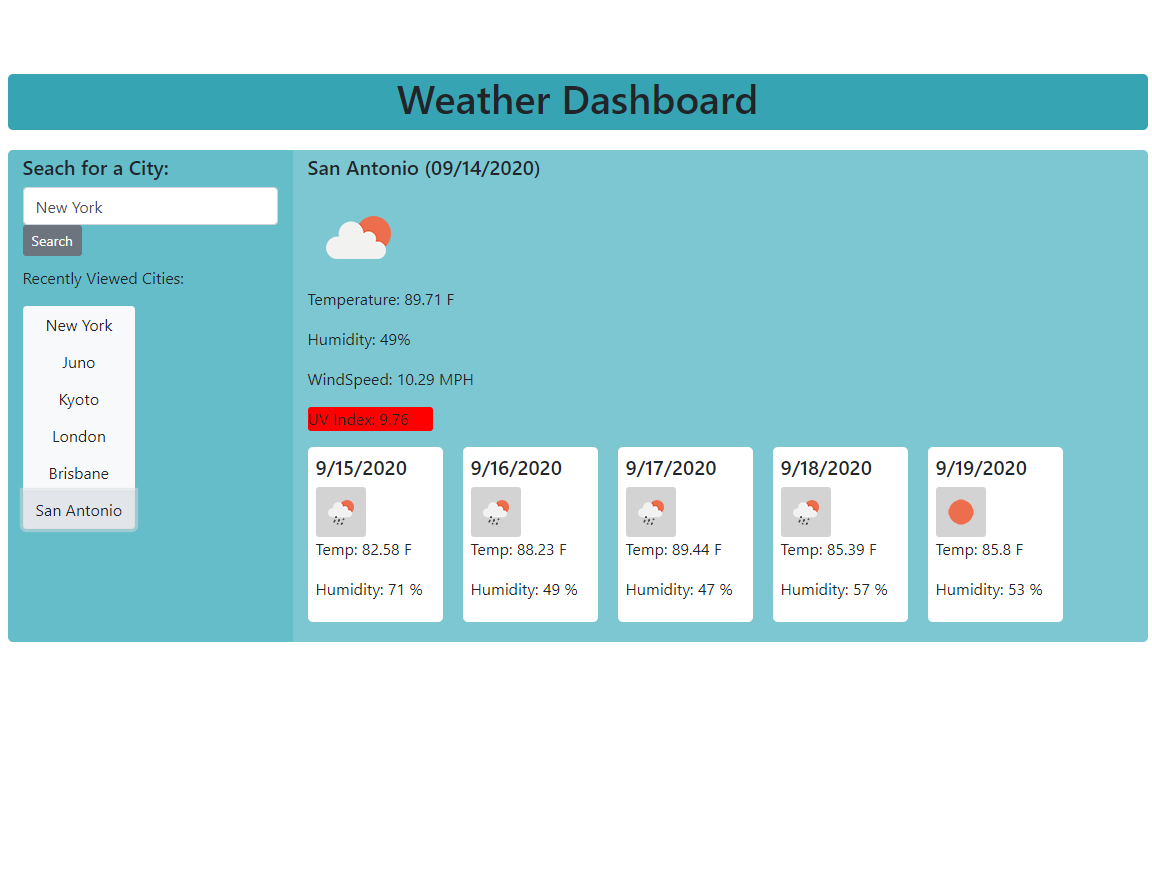 Weather Dashboard
Seach for a City:
New York
Search
Recently Viewed Cities:
New York
Juno
Kyoto
London
Brisbane
San Antonio
San Antonio (09/14/2020)
Temperature: 89.71 F
Humidity: 49%
WindSpeed: 10.29 MPH
UV Index: 9.76
9/15/2020
Temp: 82.58 F
Humidity: 71 %
9/16/2020
Temp: 88.23 F
Humidity: 49 %
9/17/2020
Temp: 89.44 F
Humidity: 47 %
9/18/2020
Temp: 85.39 F
Humidity: 57 %
9/19/2020
Temp: 85.8 F
Humidity: 53 %